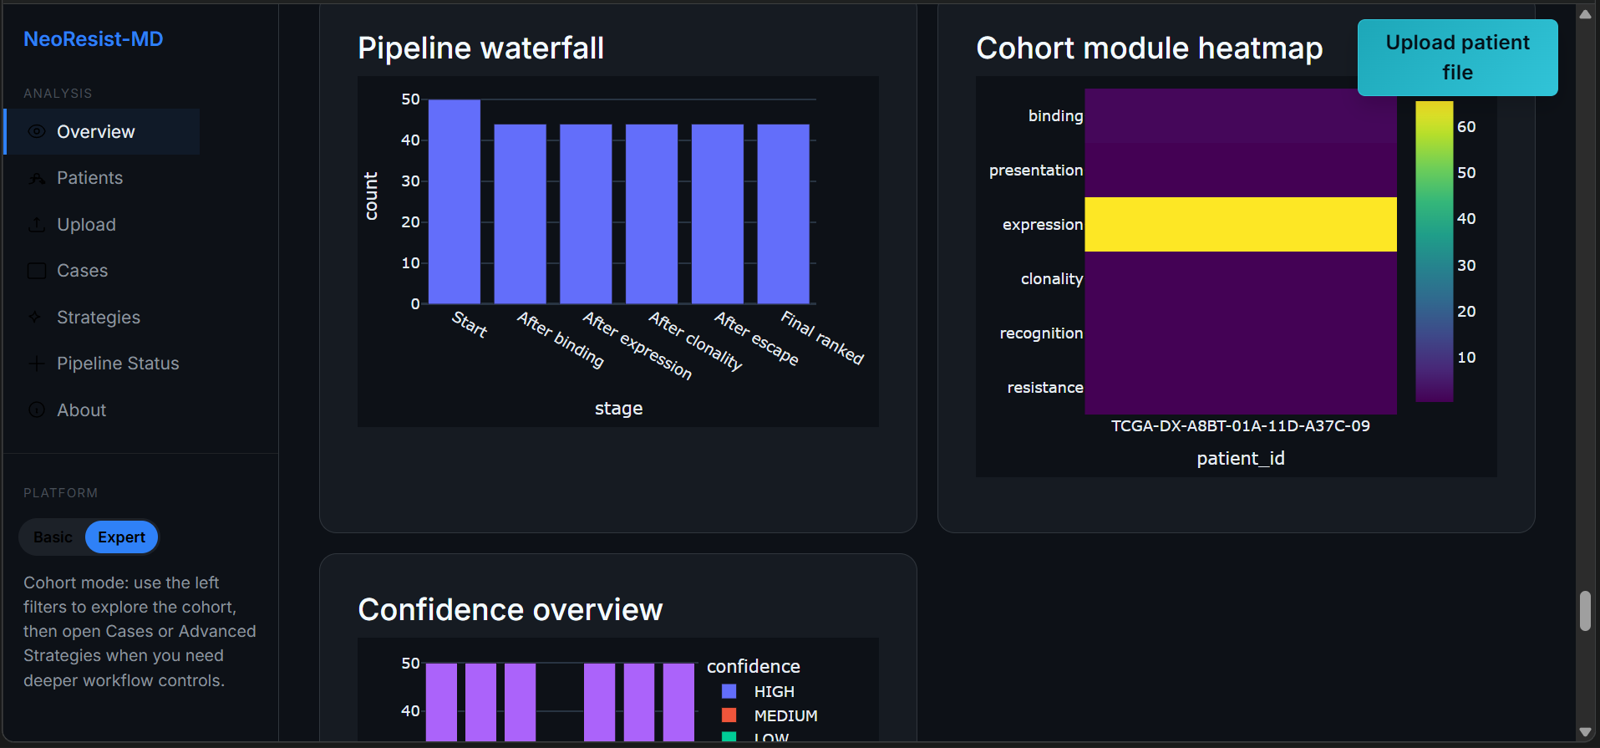 NeoResist-MD
ANALYSIS
Overview
Patients
Upload
Cases
Strategies
Pipeline Status
About
PLATFORM
Basic
Expert
Cohort mode: use the left
filters to explore the cohort,
then open Cases or Advanced
Strategies when you need
deeper workflow controls.
Pipeline waterfall
50
40
30
20
10
0
count
Start
After binding
After expression
After clonality
After escape
Final ranked
stage
Cohort module heatmap
Upload patient
file
binding
presentation
expression
clonality
recognition
resistance
TCGA-DX-A8BT-01A-11D-A37C-09
patient_id
60
50
40
30
20
10
Confidence overview
50
40
confidence
HIGH
MEDIUM
LOW